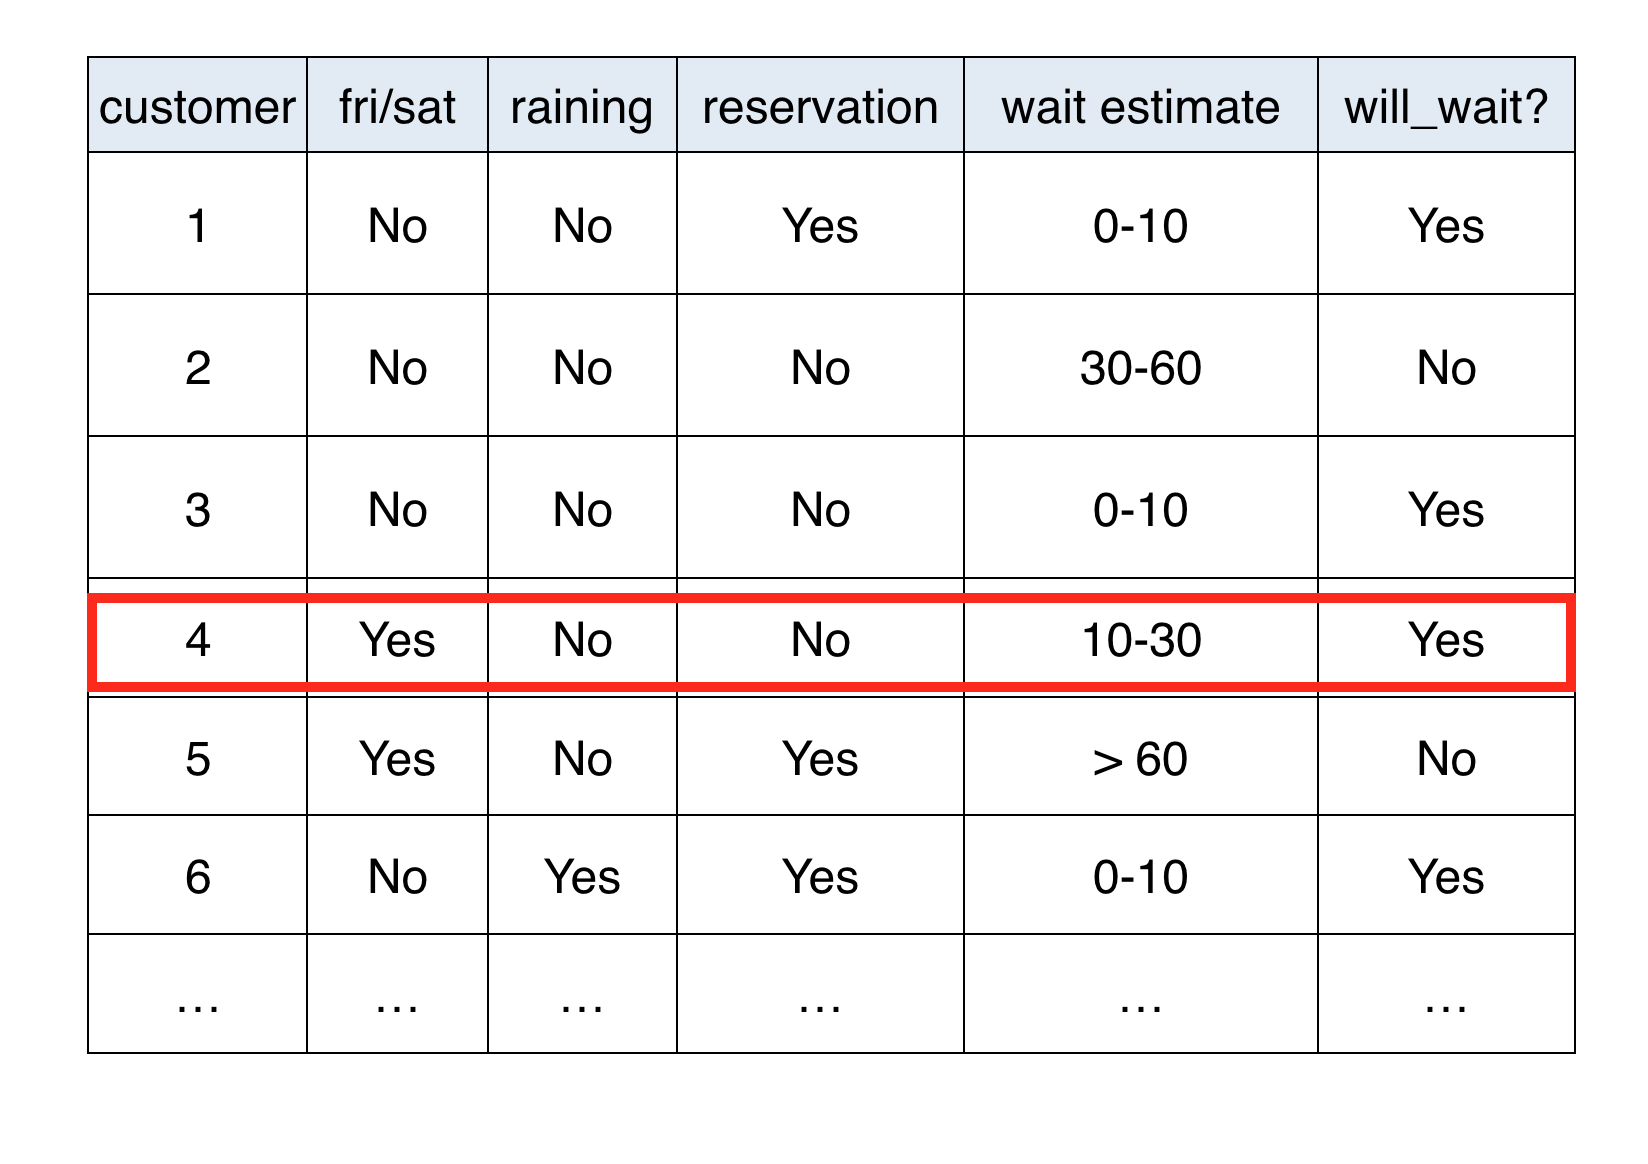 customer fri/sat raining reservation wait estimate will_wait?
1 No No Yes 0-10 Yes
2 No No No 30-60 No
3 No No No 0-10 Yes
4 Yes No No 10-30 Yes
5 Yes No Yes > 60 No
6 No Yes Yes 0-10 Yes
… … … … … …